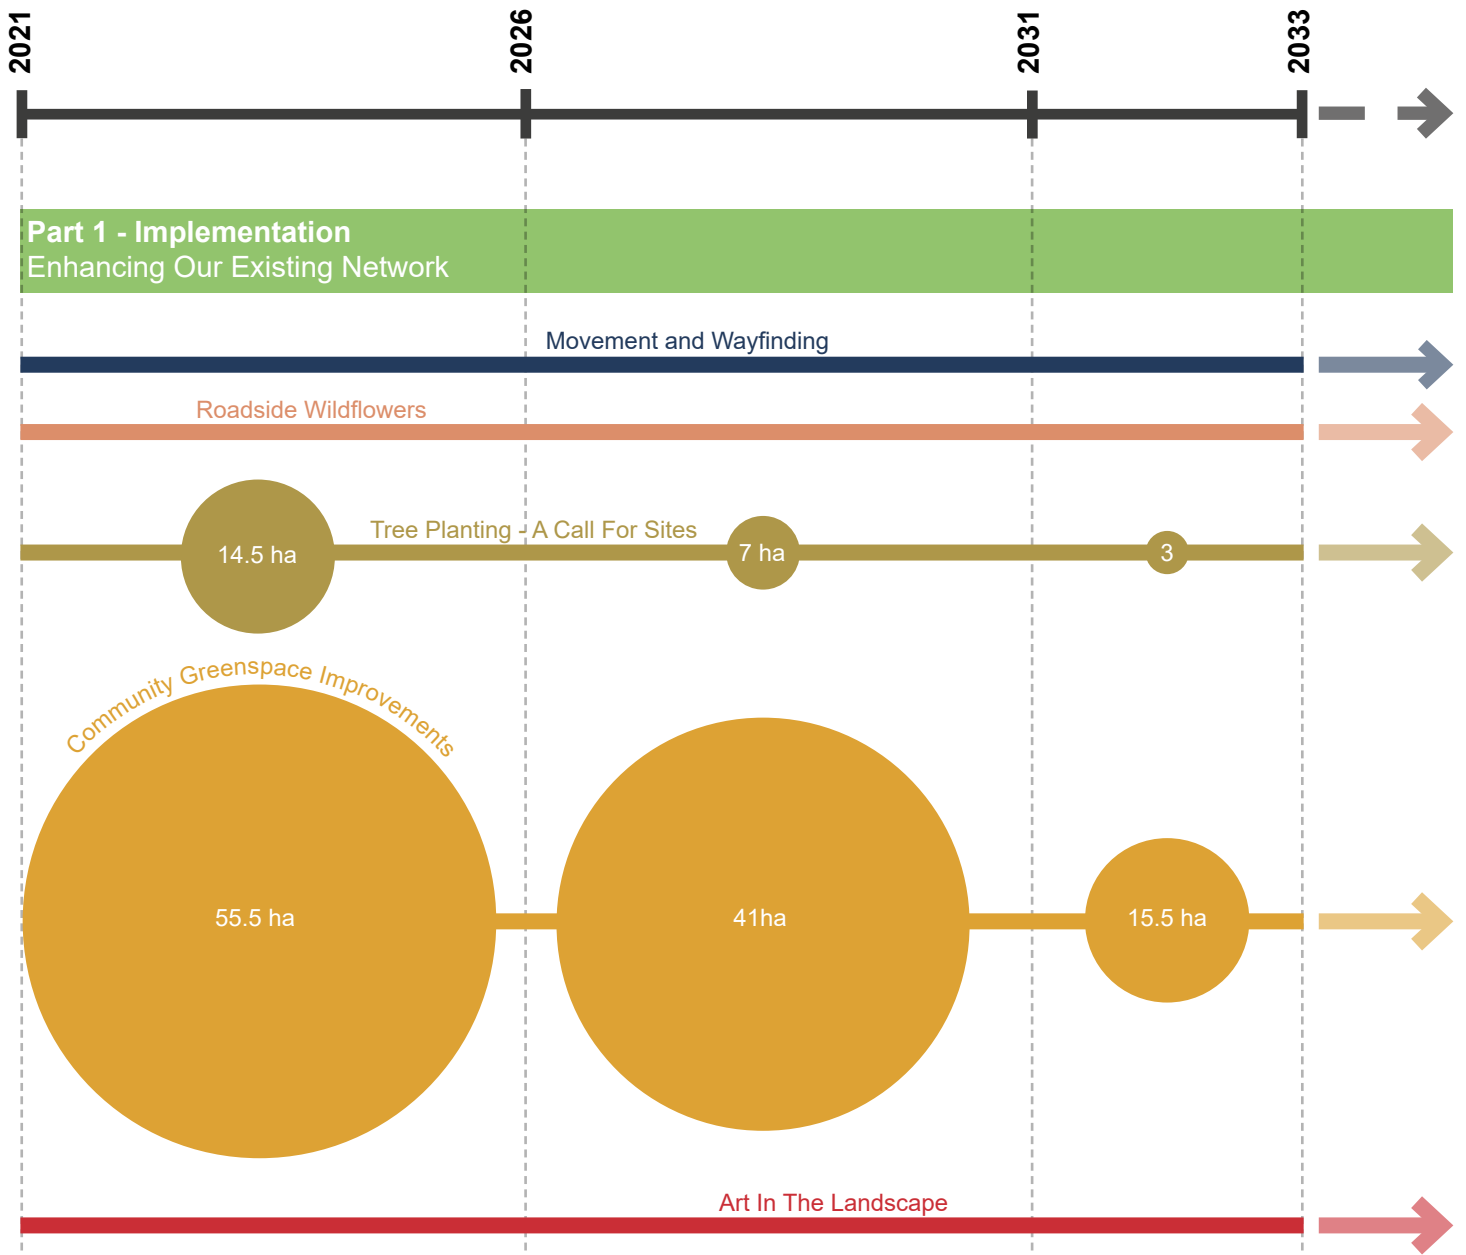 2021
2026
2031
2033
Part 1 - Implementation
Enhancing Our Existing Network
Movement and Wayfinding
Roadside Wildflowers
Tree Planting - A Call For Sites
14.5 ha
7 ha
3
Community Greenspace Improvements
55.5 ha
41ha
15.5 ha
Art In The Landscape